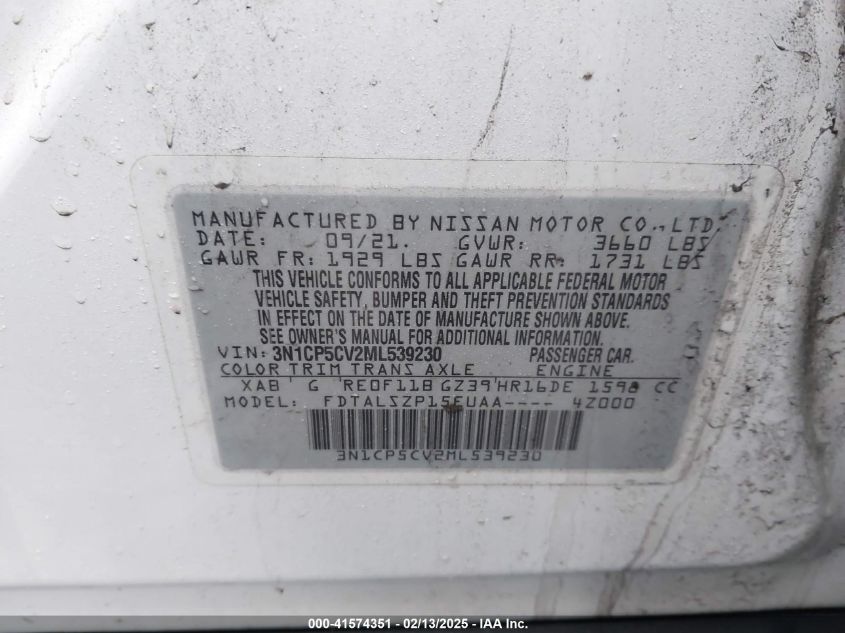 MANUFACTURED BY NISSAN MOTOR CO., LTD.
DATE: 09/21. GVWR: 3660 LBS
GAWR FR: 1929 LBS GAWR RR: 1731 LBS
THIS VEHICLE CONFORMS TO ALL APPLICABLE FEDERAL MOTOR
VEHICLE SAFETY, BUMPER AND THEFT PREVENTION STANDARDS
IN EFFECT ON THE DATE OF MANUFACTURE SHOWN ABOVE.
SEE OWNER'S MANUAL FOR ADDITIONAL INFORMATION.
VIN: 3N1CP5CV2ML539230 PASSENGER CAR.
COLOR TRIM TRANS AXLE ENGINE
XAB G RE0F11B GZ39 HR16DE 1598 CC
MODEL: FDTALSZP15EUAA---- 4Z000
3N1CP5CV2ML539230
000-41574351 | 02/13/2025 - IAA Inc.